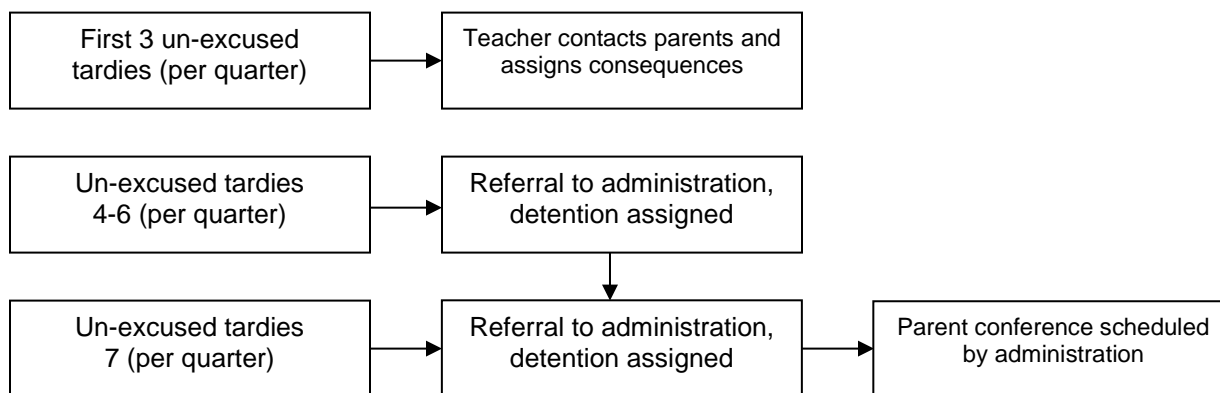 First 3 un-excused
tardies (per quarter)
Teacher contacts parents and
assigns consequences
Un-excused tardies
4-6 (per quarter)
Referral to administration,
detention assigned
Un-excused tardies
7 (per quarter)
Referral to administration,
detention assigned
Parent conference scheduled
by administration